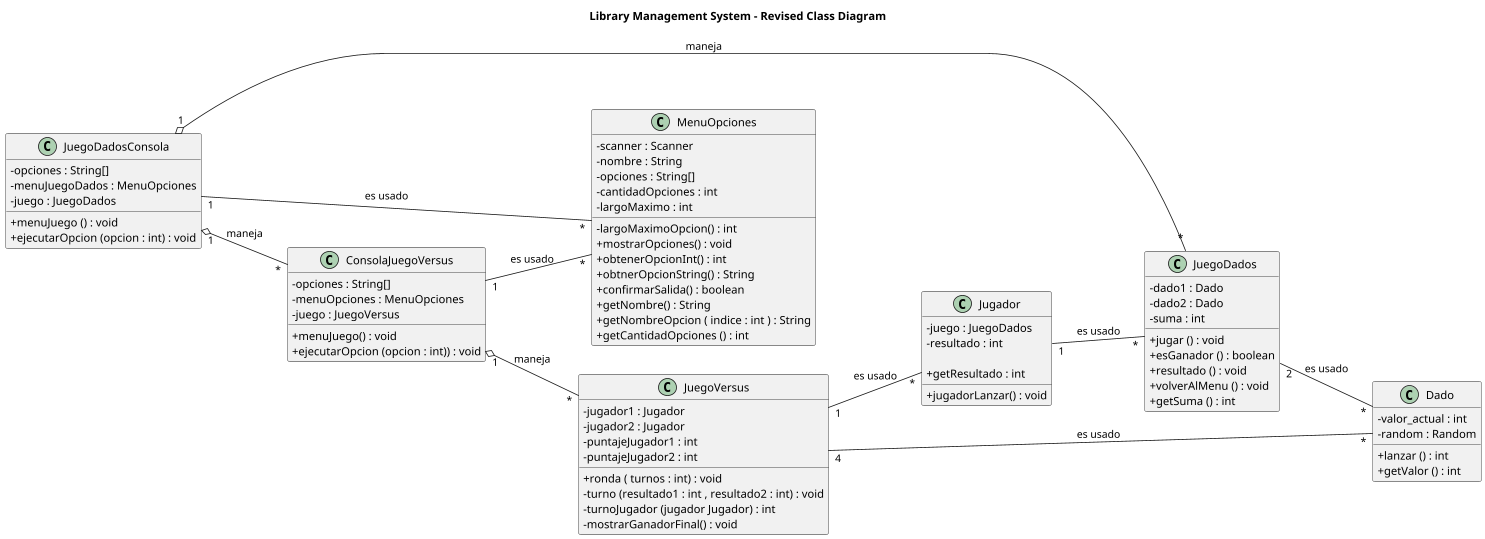 Library Management System - Revised Class Diagram
maneja
1
*
C JuegoDadosConsola
-opciones : String[]
-menuJuegoDados : MenuOpciones
-juego : JuegoDados
+menuJuego () : void
+ejecutarOpcion (opcion : int) : void
1
es usado
*
1
maneja
*
C MenuOpciones
-scanner : Scanner
-nombre : String
-opciones : String[]
-cantidadOpciones : int
-largoMaximo : int
-largoMaximoOpcion() : int
+mostrarOpciones() : void
+obtenerOpcionInt() : int
+obtnerOpcionString() : String
+confirmarSalida() : boolean
+getNombre() : String
+getNombreOpcion ( indice : int ) : String
+getCantidadOpciones () : int
C ConsolaJuegoVersus
-opciones : String[]
-menuOpciones : MenuOpciones
-juego : JuegoVersus
+menuJuego() : void
+ejecutarOpcion (opcion : int)) : void
1
es usado
*
1
maneja
*
C JuegoVersus
-jugador1 : Jugador
-jugador2 : Jugador
-puntajeJugador1 : int
-puntajeJugador2 : int
+ronda ( turnos : int) : void
-turno (resultado1 : int , resultado2 : int) : void
-turnoJugador (jugador Jugador) : int
-mostrarGanadorFinal() : void
1
es usado
*
4
es usado
*
C Jugador
-juego : JuegoDados
-resultado : int
+getResultado : int
+jugadorLanzar() : void
1
es usado
*
C JuegoDados
-dado1 : Dado
-dado2 : Dado
-suma : int
+jugar () : void
+esGanador () : boolean
+resultado () : void
+volverAlMenu () : void
+getSuma () : int
2
es usado
*
C Dado
-valor_actual : int
-random : Random
+lanzar () : int
+getValor () : int